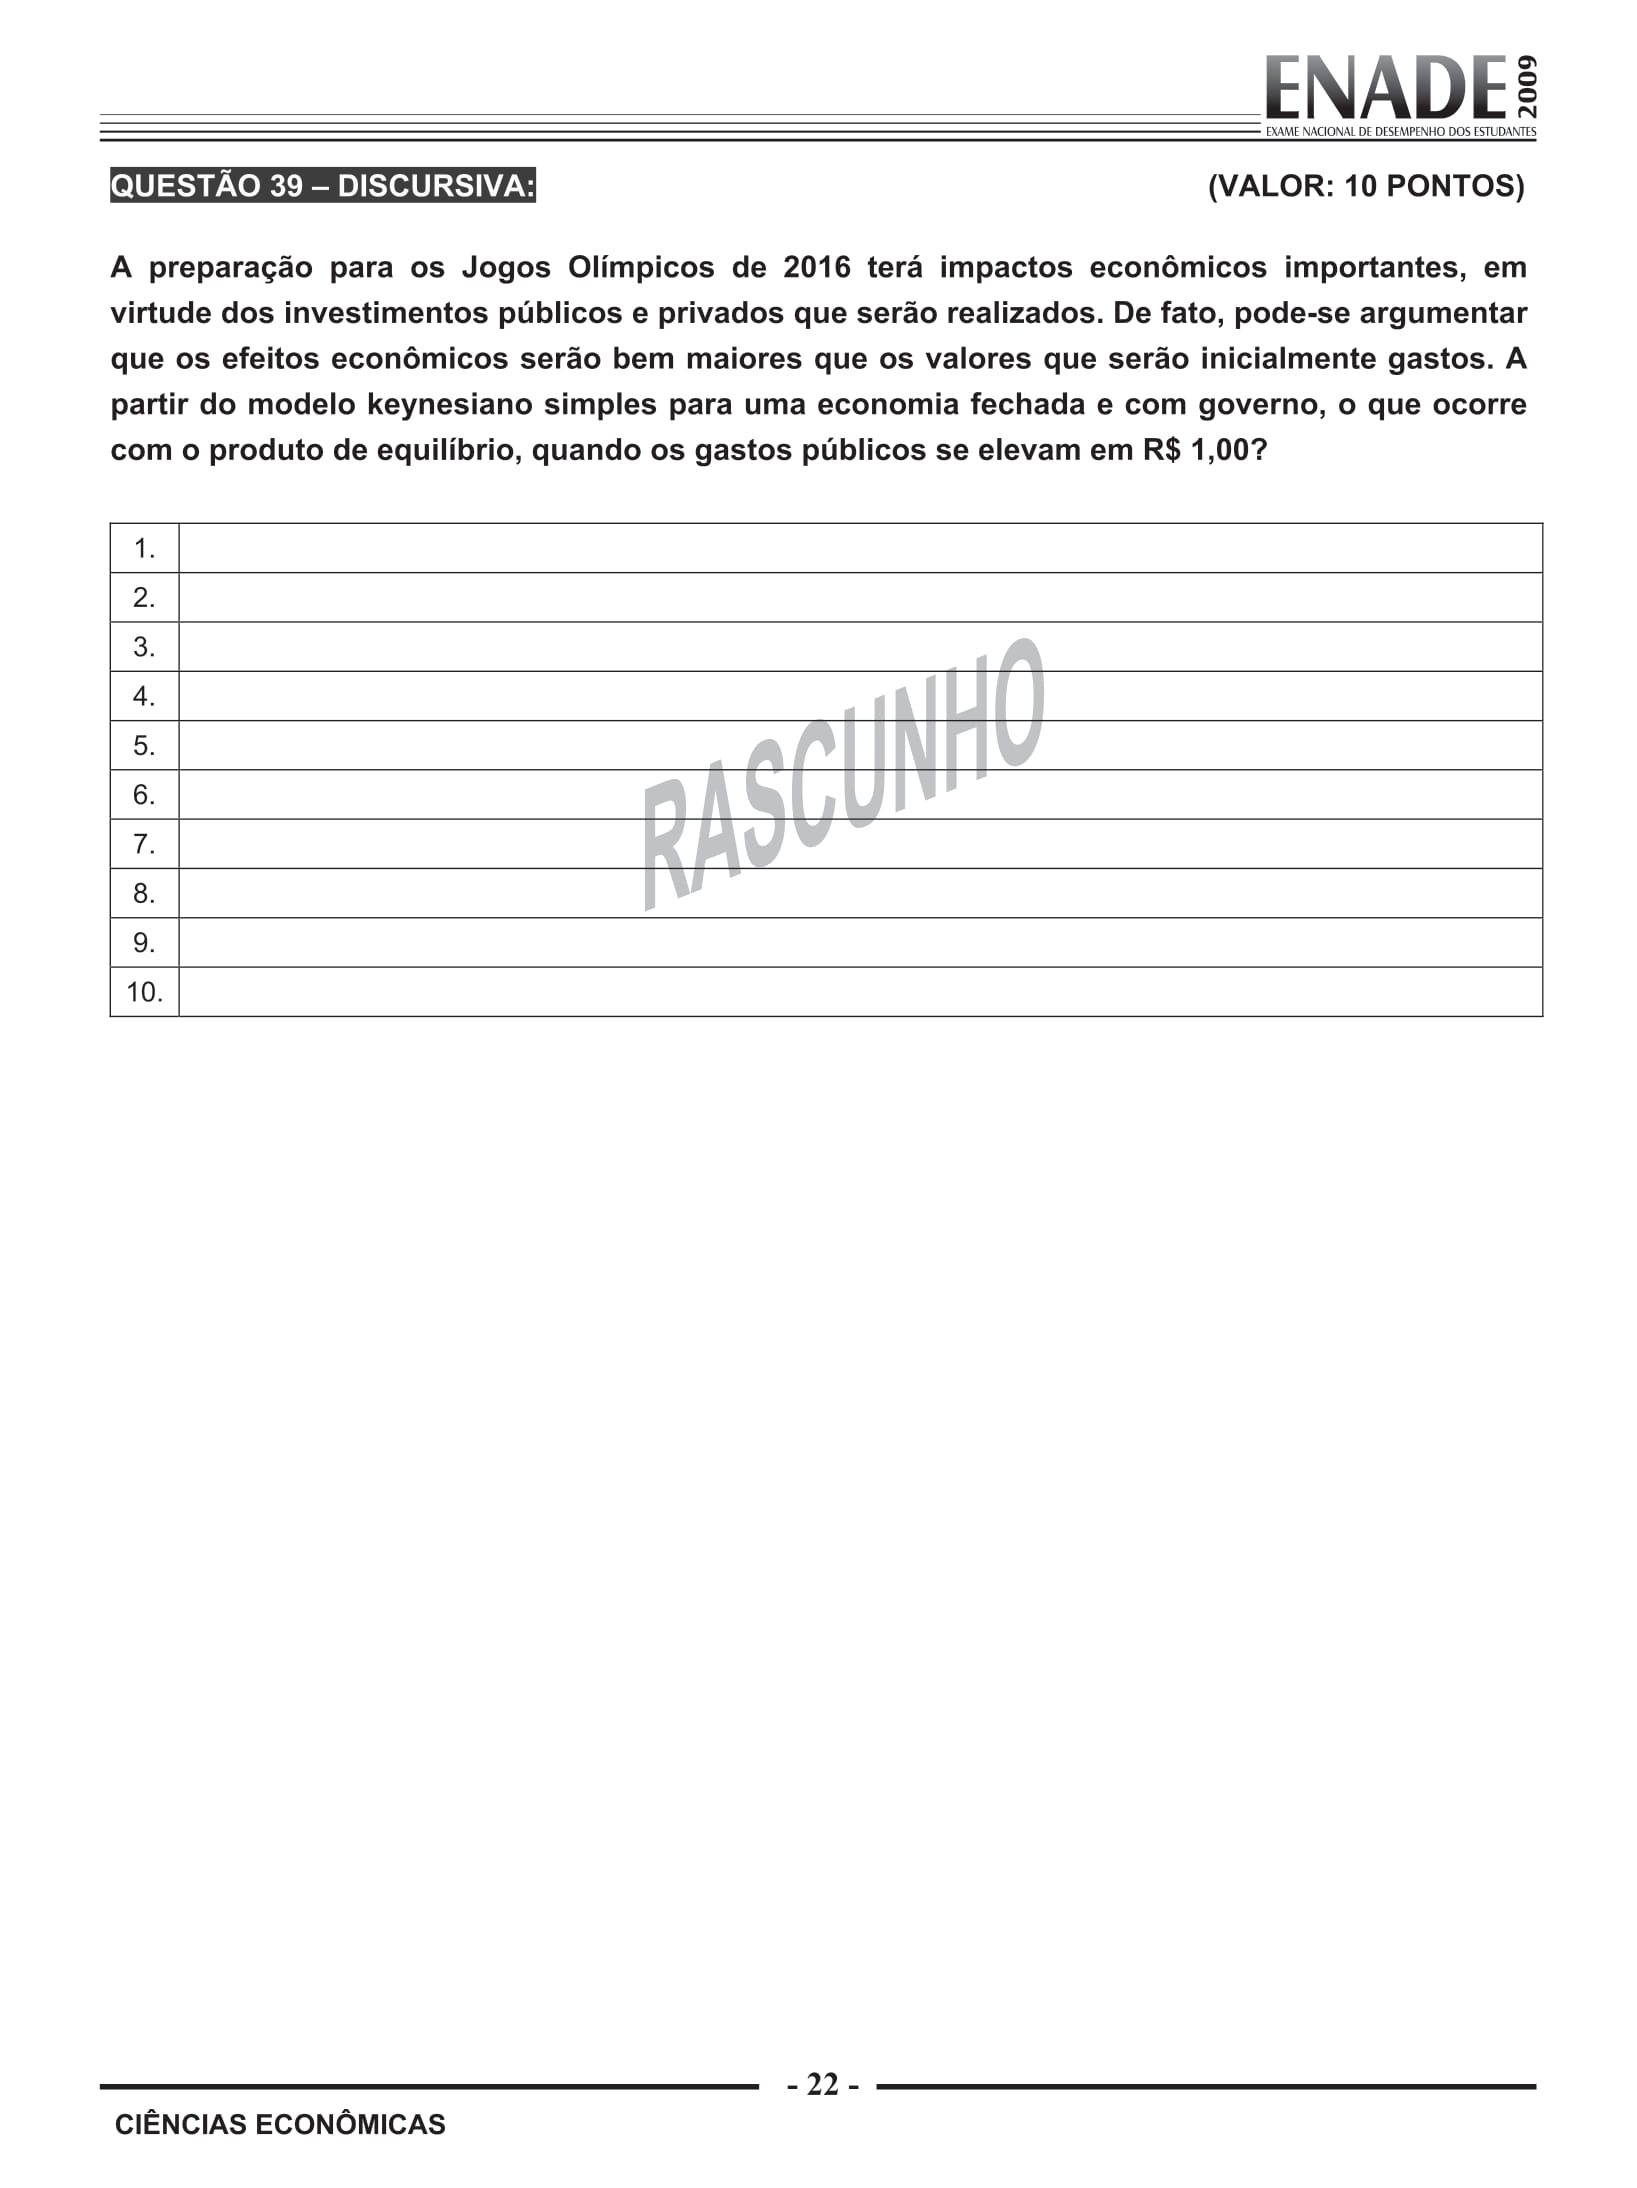 ENADE 2009
EXAME NACIONAL DE DESEMPENHO DOS ESTUDANTES
QUESTÃO 39 – DISCURSIVA: (VALOR: 10 PONTOS)
A preparação para os Jogos Olímpicos de 2016 terá impactos econômicos importantes, em
virtude dos investimentos públicos e privados que serão realizados. De fato, pode-se argumentar
que os efeitos econômicos serão bem maiores que os valores que serão inicialmente gastos. A
partir do modelo keynesiano simples para uma economia fechada e com governo, o que ocorre
com o produto de equilíbrio, quando os gastos públicos se elevam em R$ 1,00?
1.
2.
3.
4.
5.
6.
7.
8.
9.
10.
RASCUNHO
- 22 -
CIÊNCIAS ECONÔMICAS